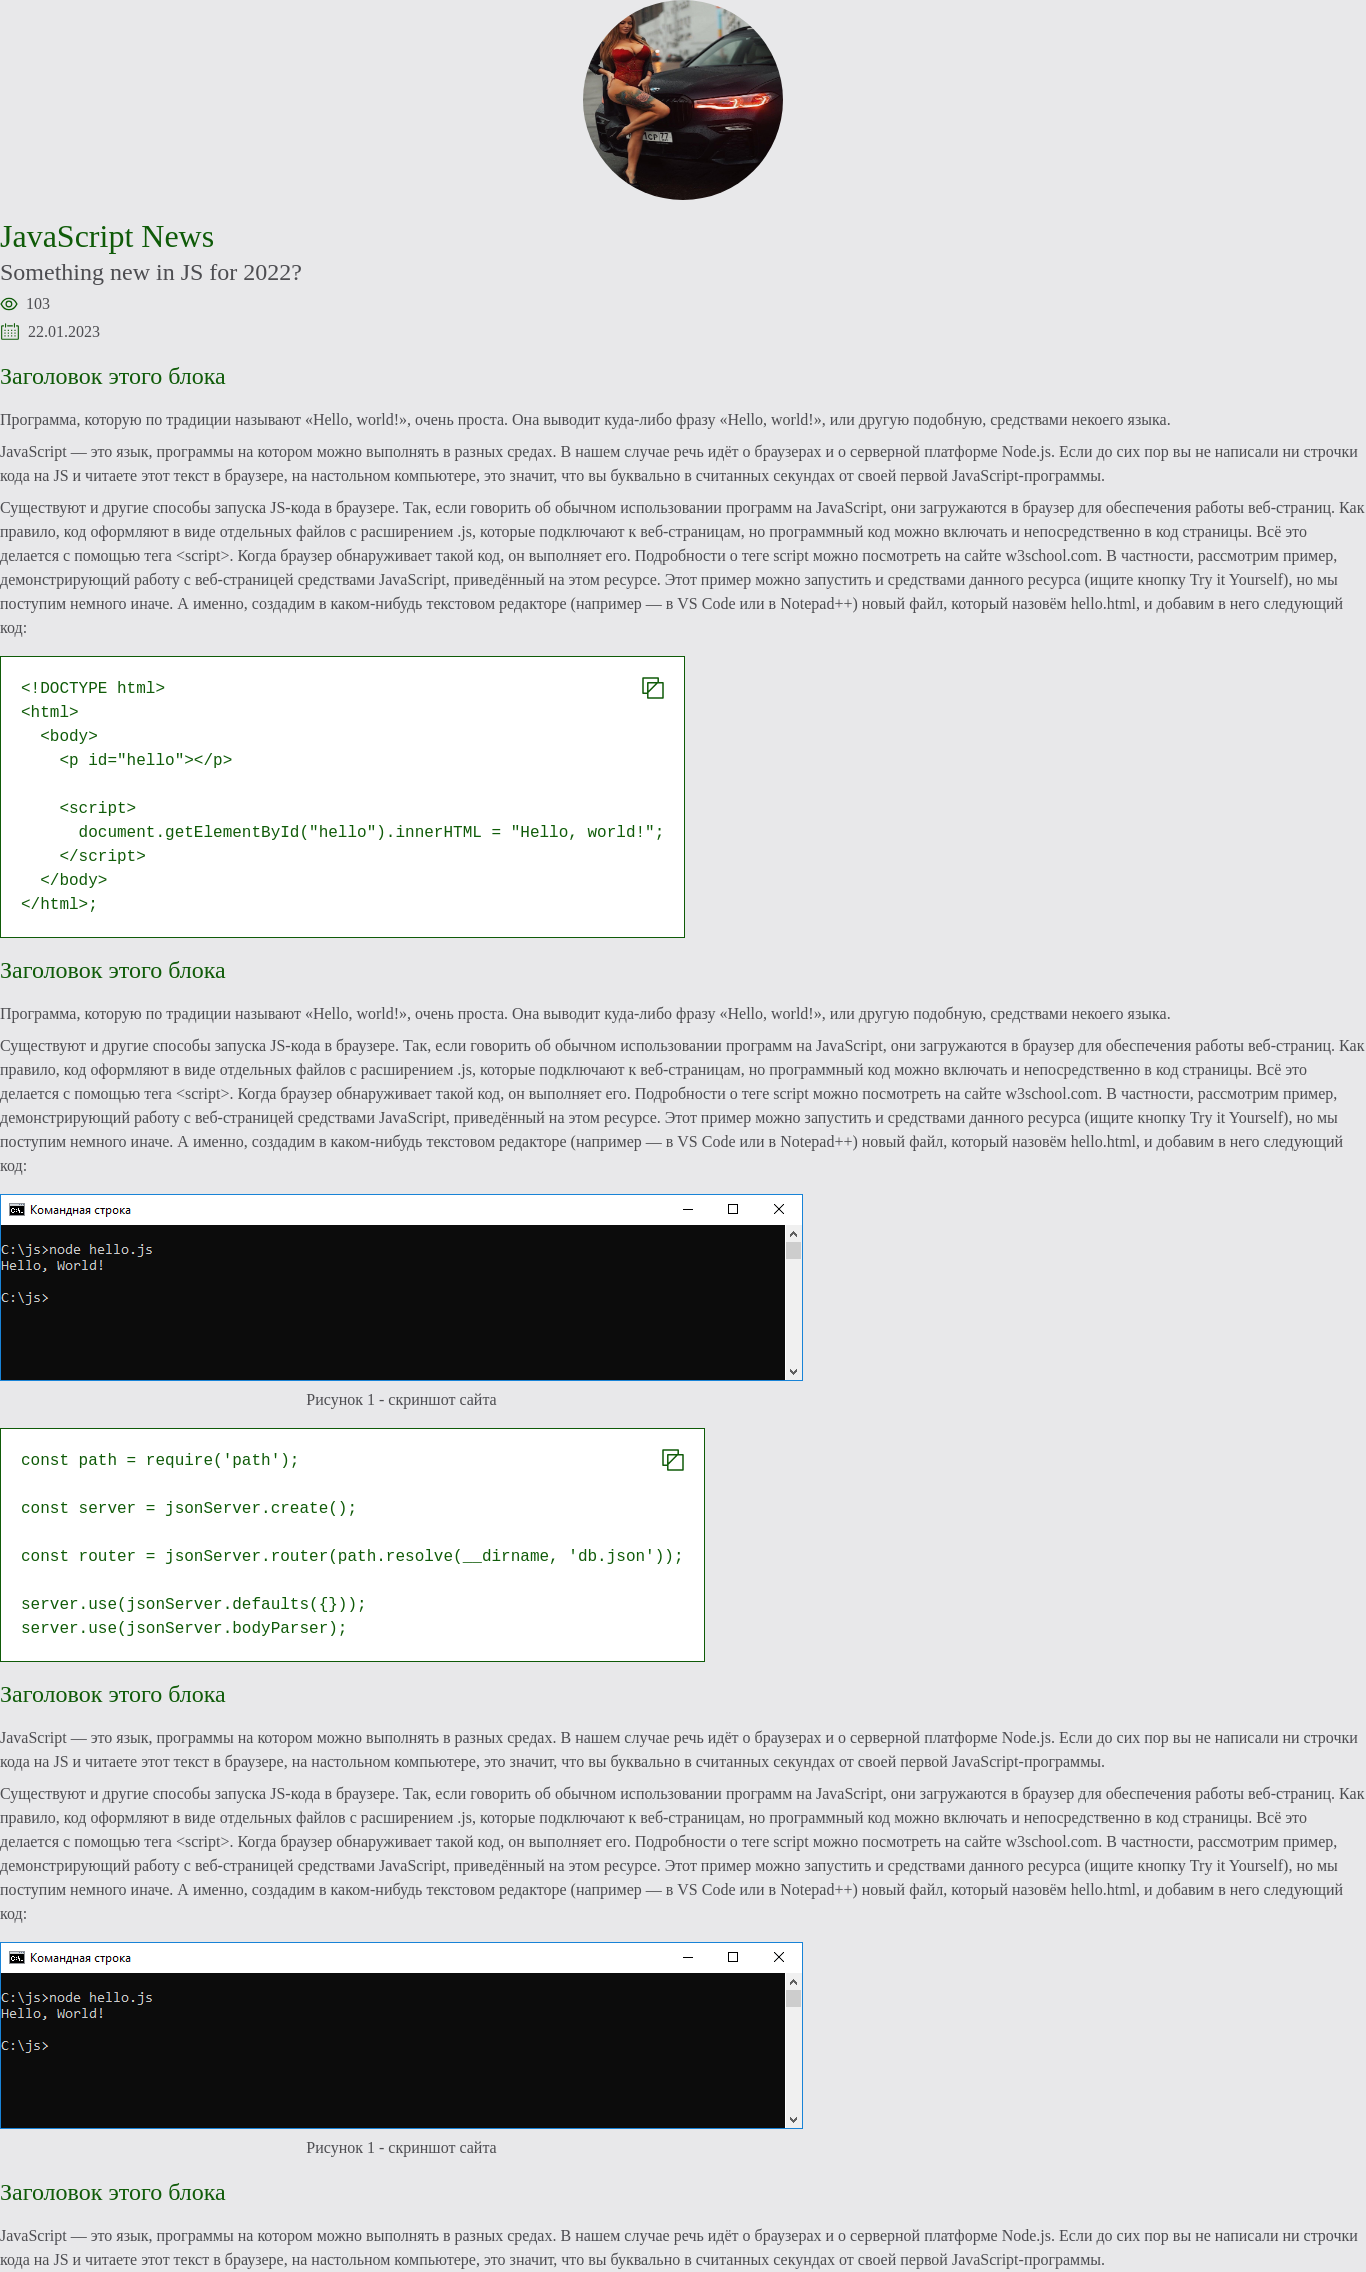 JavaScript News
Something new in JS for 2022?
103
22.01.2023
Заголовок этого блока
Программа, которую по традиции называют «Hello, world!», очень проста. Она выводит куда-либо фразу «Hello, world!», или другую подобную, средствами некоего языка.
JavaScript — это язык, программы на котором можно выполнять в разных средах. В нашем случае речь идёт о браузерах и о серверной платформе Node.js. Если до сих пор вы не написали ни строчки
кода на JS и читаете этот текст в браузере, на настольном компьютере, это значит, что вы буквально в считанных секундах от своей первой JavaScript-программы.
Существуют и другие способы запуска JS-кода в браузере. Так, если говорить об обычном использовании программ на JavaScript, они загружаются в браузер для обеспечения работы веб-страниц. Как
правило, код оформляют в виде отдельных файлов с расширением .js, которые подключают к веб-страницам, но программный код можно включать и непосредственно в код страницы. Всё это
делается с помощью тега <script>. Когда браузер обнаруживает такой код, он выполняет его. Подробности о теге script можно посмотреть на сайте w3school.com. В частности, рассмотрим пример,
демонстрирующий работу с веб-страницей средствами JavaScript, приведённый на этом ресурсе. Этот пример можно запустить и средствами данного ресурса (ищите кнопку Try it Yourself), но мы
поступим немного иначе. А именно, создадим в каком-нибудь текстовом редакторе (например — в VS Code или в Notepad++) новый файл, который назовём hello.html, и добавим в него следующий
код:
<!DOCTYPE html>
<html>
  <body>
    <p id="hello"></p>
    <script>
      document.getElementById("hello").innerHTML = "Hello, world!";
    </script>
  </body>
</html>;
Заголовок этого блока
Программа, которую по традиции называют «Hello, world!», очень проста. Она выводит куда-либо фразу «Hello, world!», или другую подобную, средствами некоего языка.
Существуют и другие способы запуска JS-кода в браузере. Так, если говорить об обычном использовании программ на JavaScript, они загружаются в браузер для обеспечения работы веб-страниц. Как
правило, код оформляют в виде отдельных файлов с расширением .js, которые подключают к веб-страницам, но программный код можно включать и непосредственно в код страницы. Всё это
делается с помощью тега <script>. Когда браузер обнаруживает такой код, он выполняет его. Подробности о теге script можно посмотреть на сайте w3school.com. В частности, рассмотрим пример,
демонстрирующий работу с веб-страницей средствами JavaScript, приведённый на этом ресурсе. Этот пример можно запустить и средствами данного ресурса (ищите кнопку Try it Yourself), но мы
поступим немного иначе. А именно, создадим в каком-нибудь текстовом редакторе (например — в VS Code или в Notepad++) новый файл, который назовём hello.html, и добавим в него следующий
код:
Командная строка
C:\js>node hello.js
Hello, World!
C:\js>
Рисунок 1 - скриншот сайта
const path = require('path');
const server = jsonServer.create();
const router = jsonServer.router(path.resolve(__dirname, 'db.json'));
server.use(jsonServer.defaults({}));
server.use(jsonServer.bodyParser);
Заголовок этого блока
JavaScript — это язык, программы на котором можно выполнять в разных средах. В нашем случае речь идёт о браузерах и о серверной платформе Node.js. Если до сих пор вы не написали ни строчки
кода на JS и читаете этот текст в браузере, на настольном компьютере, это значит, что вы буквально в считанных секундах от своей первой JavaScript-программы.
Существуют и другие способы запуска JS-кода в браузере. Так, если говорить об обычном использовании программ на JavaScript, они загружаются в браузер для обеспечения работы веб-страниц. Как
правило, код оформляют в виде отдельных файлов с расширением .js, которые подключают к веб-страницам, но программный код можно включать и непосредственно в код страницы. Всё это
делается с помощью тега <script>. Когда браузер обнаруживает такой код, он выполняет его. Подробности о теге script можно посмотреть на сайте w3school.com. В частности, рассмотрим пример,
демонстрирующий работу с веб-страницей средствами JavaScript, приведённый на этом ресурсе. Этот пример можно запустить и средствами данного ресурса (ищите кнопку Try it Yourself), но мы
поступим немного иначе. А именно, создадим в каком-нибудь текстовом редакторе (например — в VS Code или в Notepad++) новый файл, который назовём hello.html, и добавим в него следующий
код:
Командная строка
C:\js>node hello.js
Hello, World!
C:\js>
Рисунок 1 - скриншот сайта
Заголовок этого блока
JavaScript — это язык, программы на котором можно выполнять в разных средах. В нашем случае речь идёт о браузерах и о серверной платформе Node.js. Если до сих пор вы не написали ни строчки
кода на JS и читаете этот текст в браузере, на настольном компьютере, это значит, что вы буквально в считанных секундах от своей первой JavaScript-программы.